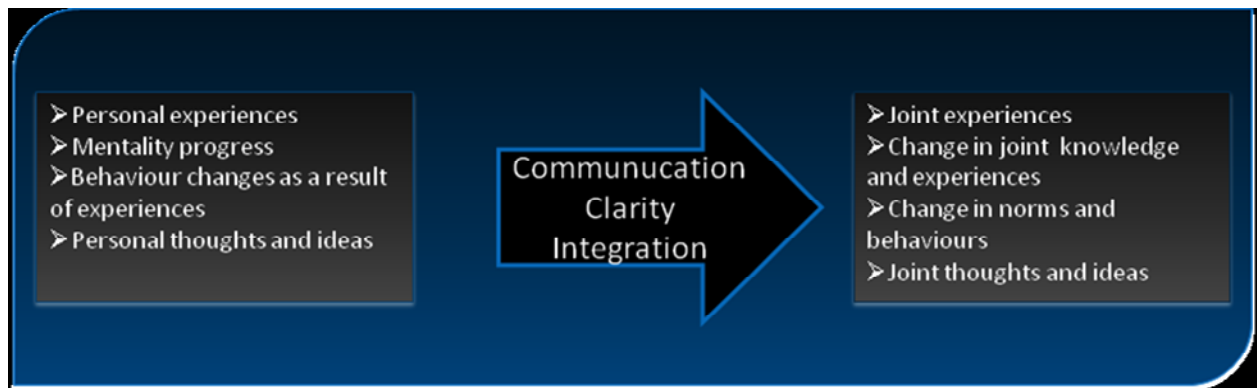 ➢Personal experiences
➢Mentality progress
➢Behaviour changes as a result
of experiences
➢Personal thoughts and ideas
Communucation
Clarity
Integration
➢Joint experiences
➢Change in joint knowledge
and experiences
➢Change in norms and
behaviours
➢Joint thoughts and ideas